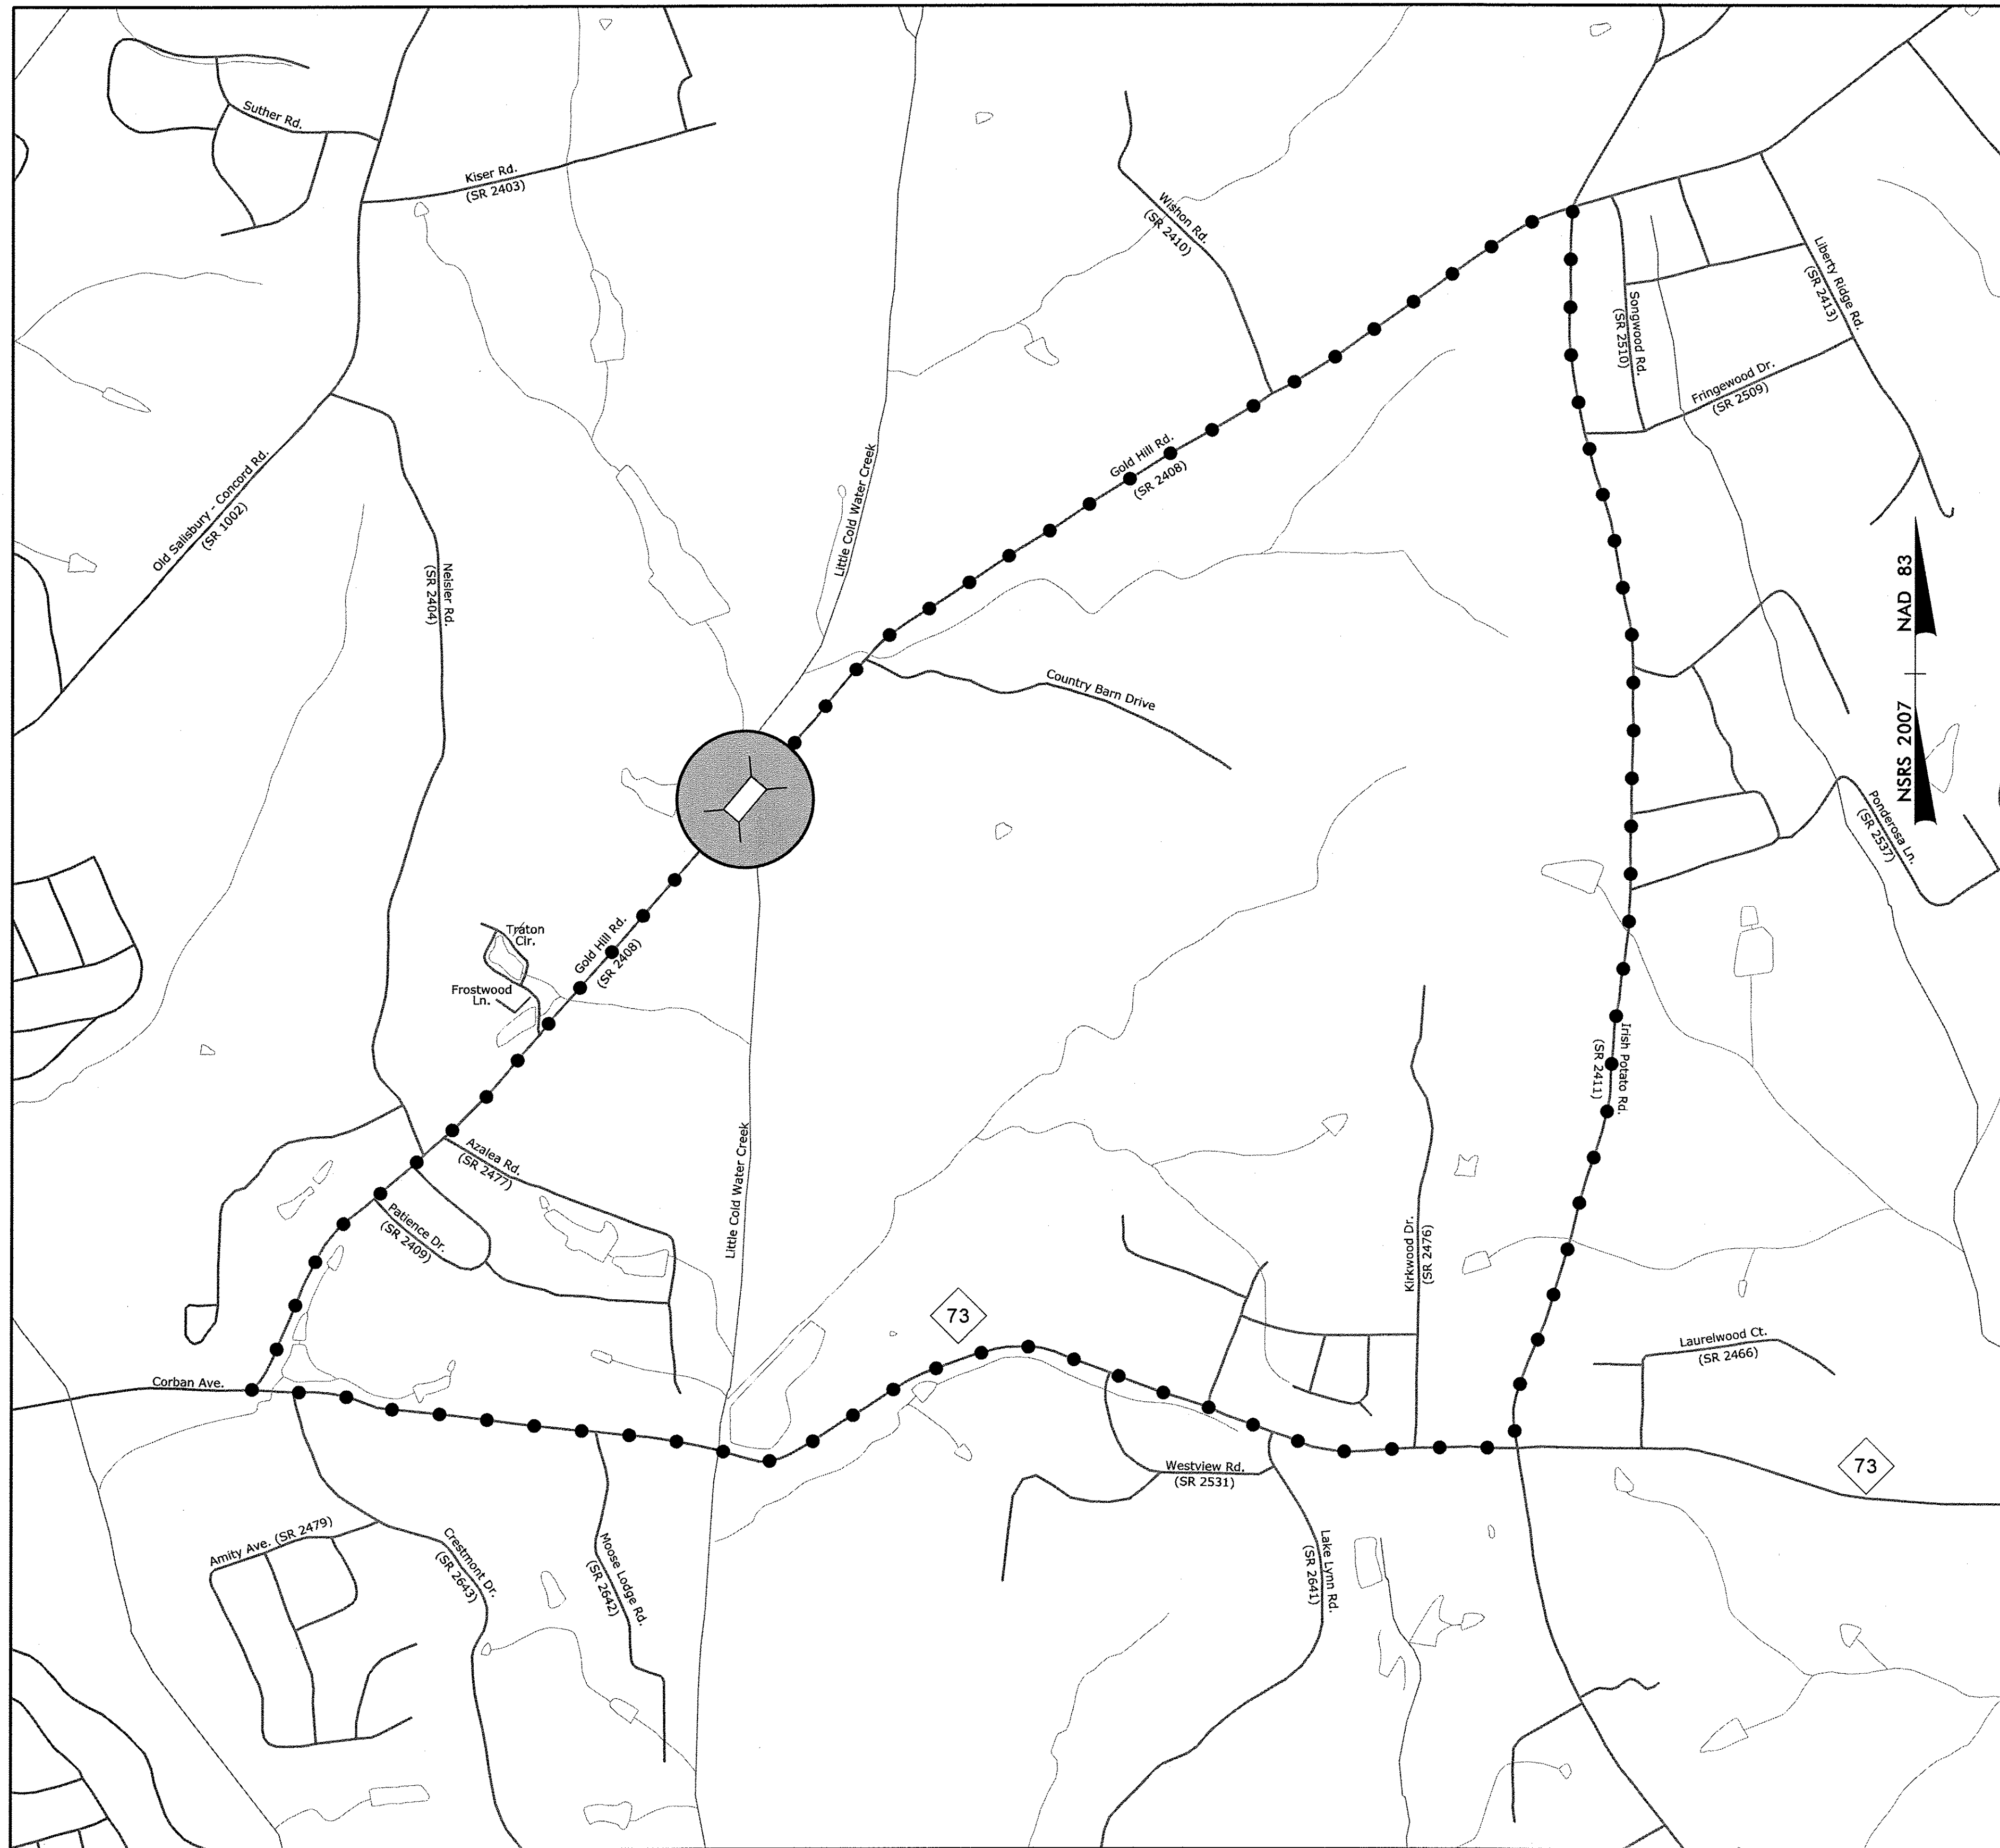 Suther Rd.
Kiser Rd.
(SR 2403)
Wishon Rd.
(SR 2410)
Liberty Ridge Rd.
(SR 2413)
Songwood Rd.
(SR 2510)
Fringewood Dr.
(SR 2509)
Old Salisbury - Concord Rd.
(SR 1002)
Neisler Rd.
(SR 2404)
Little Cold Water Creek
Gold Hill Rd.
(SR 2408)
NAD 83
NSRS 2007
Country Barn Drive
Ponderosa Ln.
(SR 2537)
Traton
Cir.
Frostwood
Ln.
Gold Hill Rd.
(SR 2408)
Irish Potato Rd.
(SR 2411)
Azalea Rd.
(SR 2477)
Patience Dr.
(SR 2409)
Little Cold Water Creek
Kirkwood Dr.
(SR 2476)
73
Laurelwood Ct.
(SR 2466)
Corban Ave.
73
Westview Rd.
(SR 2531)
Amity Ave. (SR 2479)
Crestmont Dr.
(SR 2643)
Moose Lodge Rd.
(SR 2642)
Lake Lynn Rd.
(SR 2641)